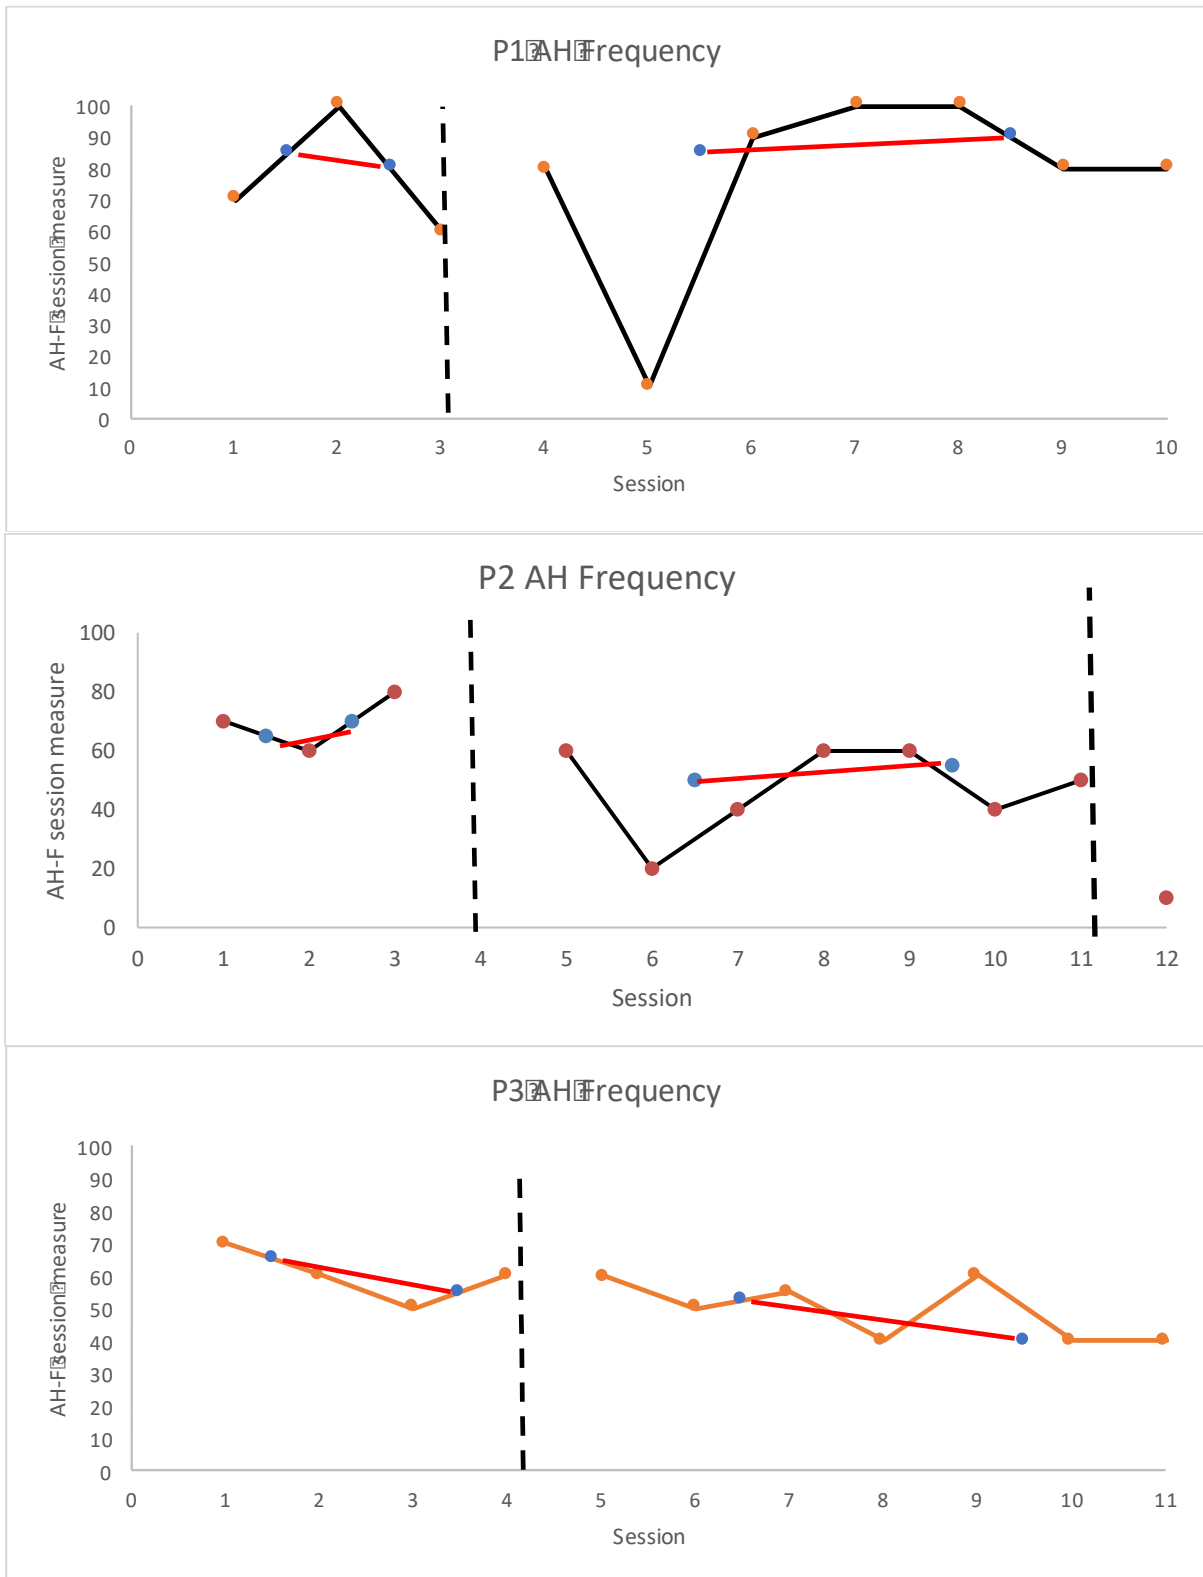 P1 AH Frequency
AH-F session measure
100
90
80
70
60
50
40
30
20
10
0
0 1 2 3 4 5 6 7 8 9 10
Session
P2 AH Frequency
AH-F session measure
100
80
60
40
20
0
0 1 2 3 4 5 6 7 8 9 10 11 12
Session
P3 AH Frequency
AH-F session measure
100
90
80
70
60
50
40
30
20
10
0
0 1 2 3 4 5 6 7 8 9 10 11
Session